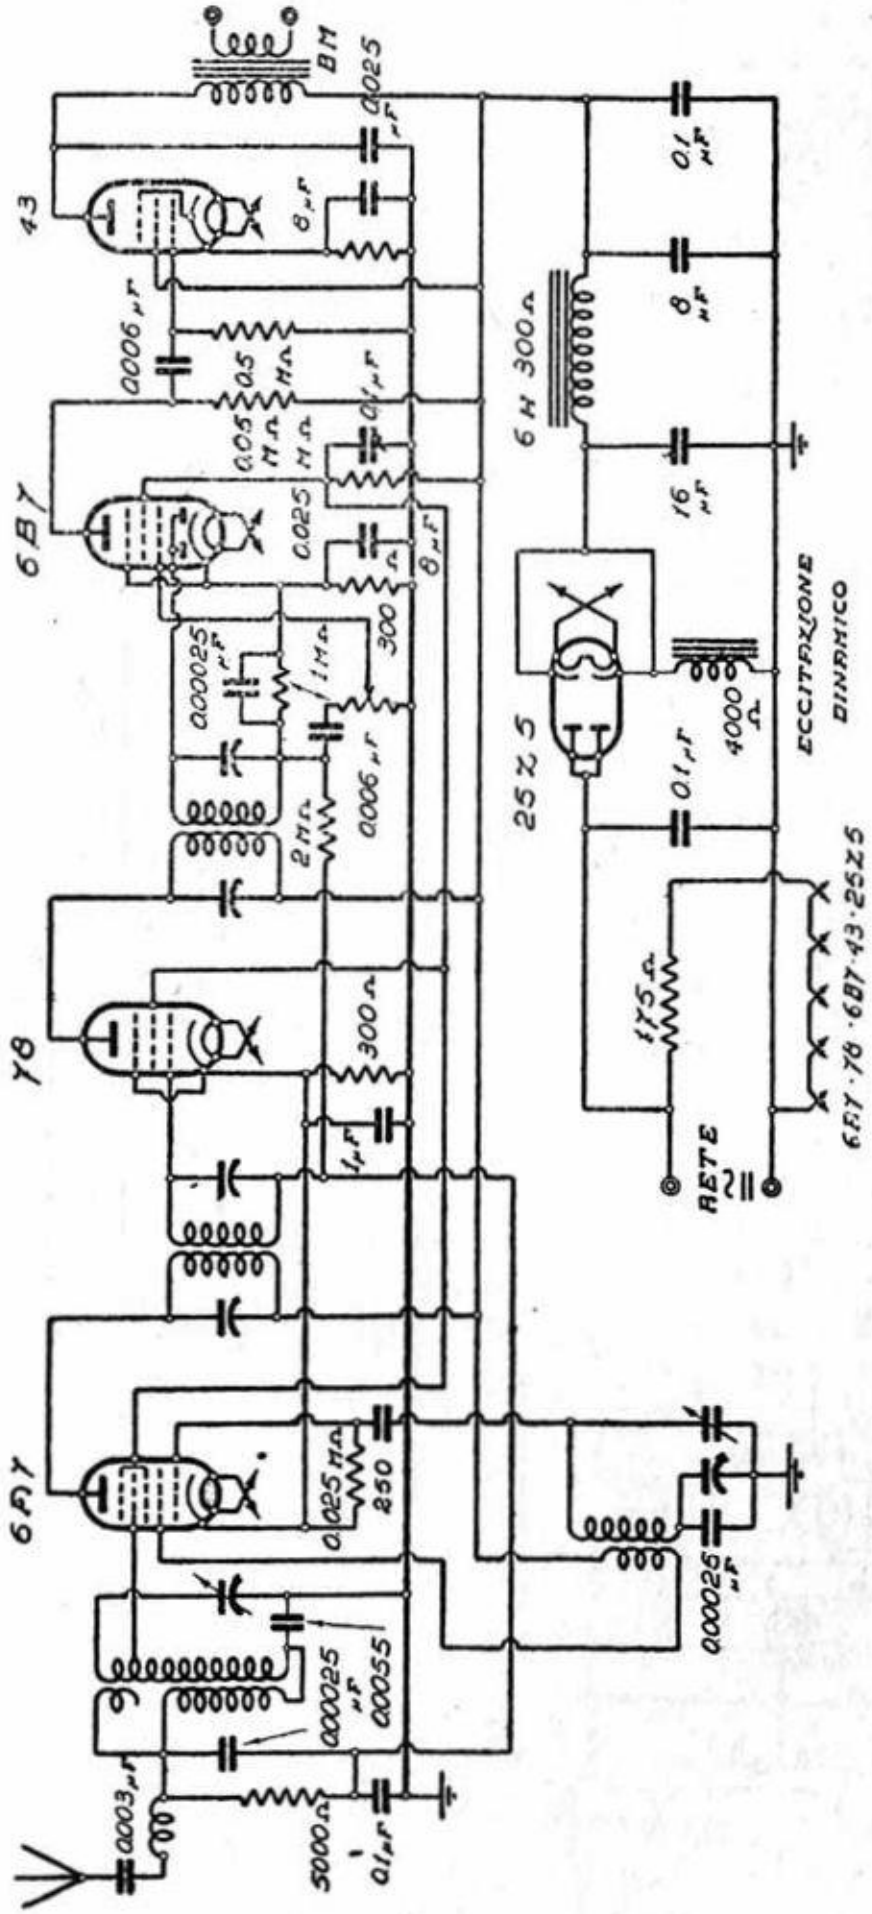 6A7
78
6B7
43
0.003 µF
5000 Ω
0.1 µF
0.00025
µF
0.0055
0.025 MΩ
250
1 µF
300 Ω
2 MΩ
0.006 µF
0.00025
µF
1 MΩ
300
Ω
8 µF
0.025
MΩ
0.1 µF
0.05
MΩ
0.5
MΩ
0.006 µF
8 µF
0.025
µF
BM
0.00025
µF
RETE
175 Ω
6A7·78·6B7·43·25Z5
0.1 µF
25Z5
4000
Ω
ECCITAZIONE
DINAMICO
16
µF
6 H 300 Ω
8
µF
0.1
µF